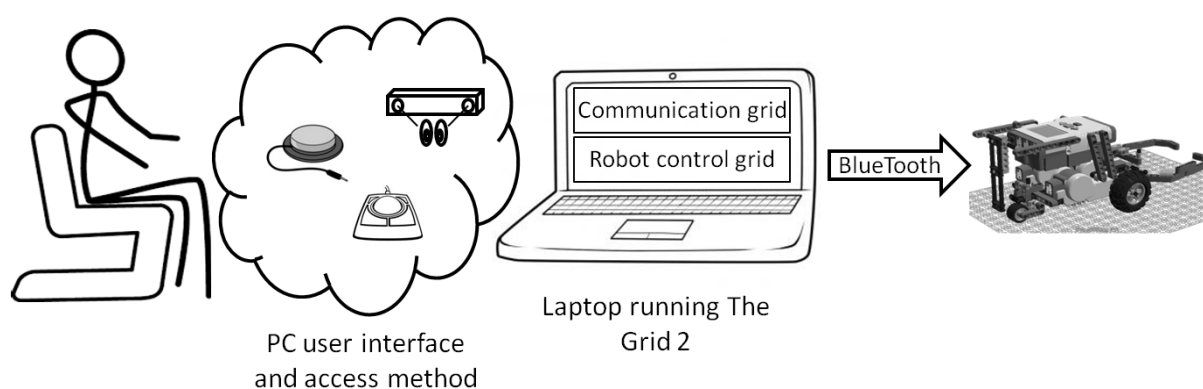 Communication grid
Robot control grid
BlueTooth
PC user interface
and access method
Laptop running The
Grid 2